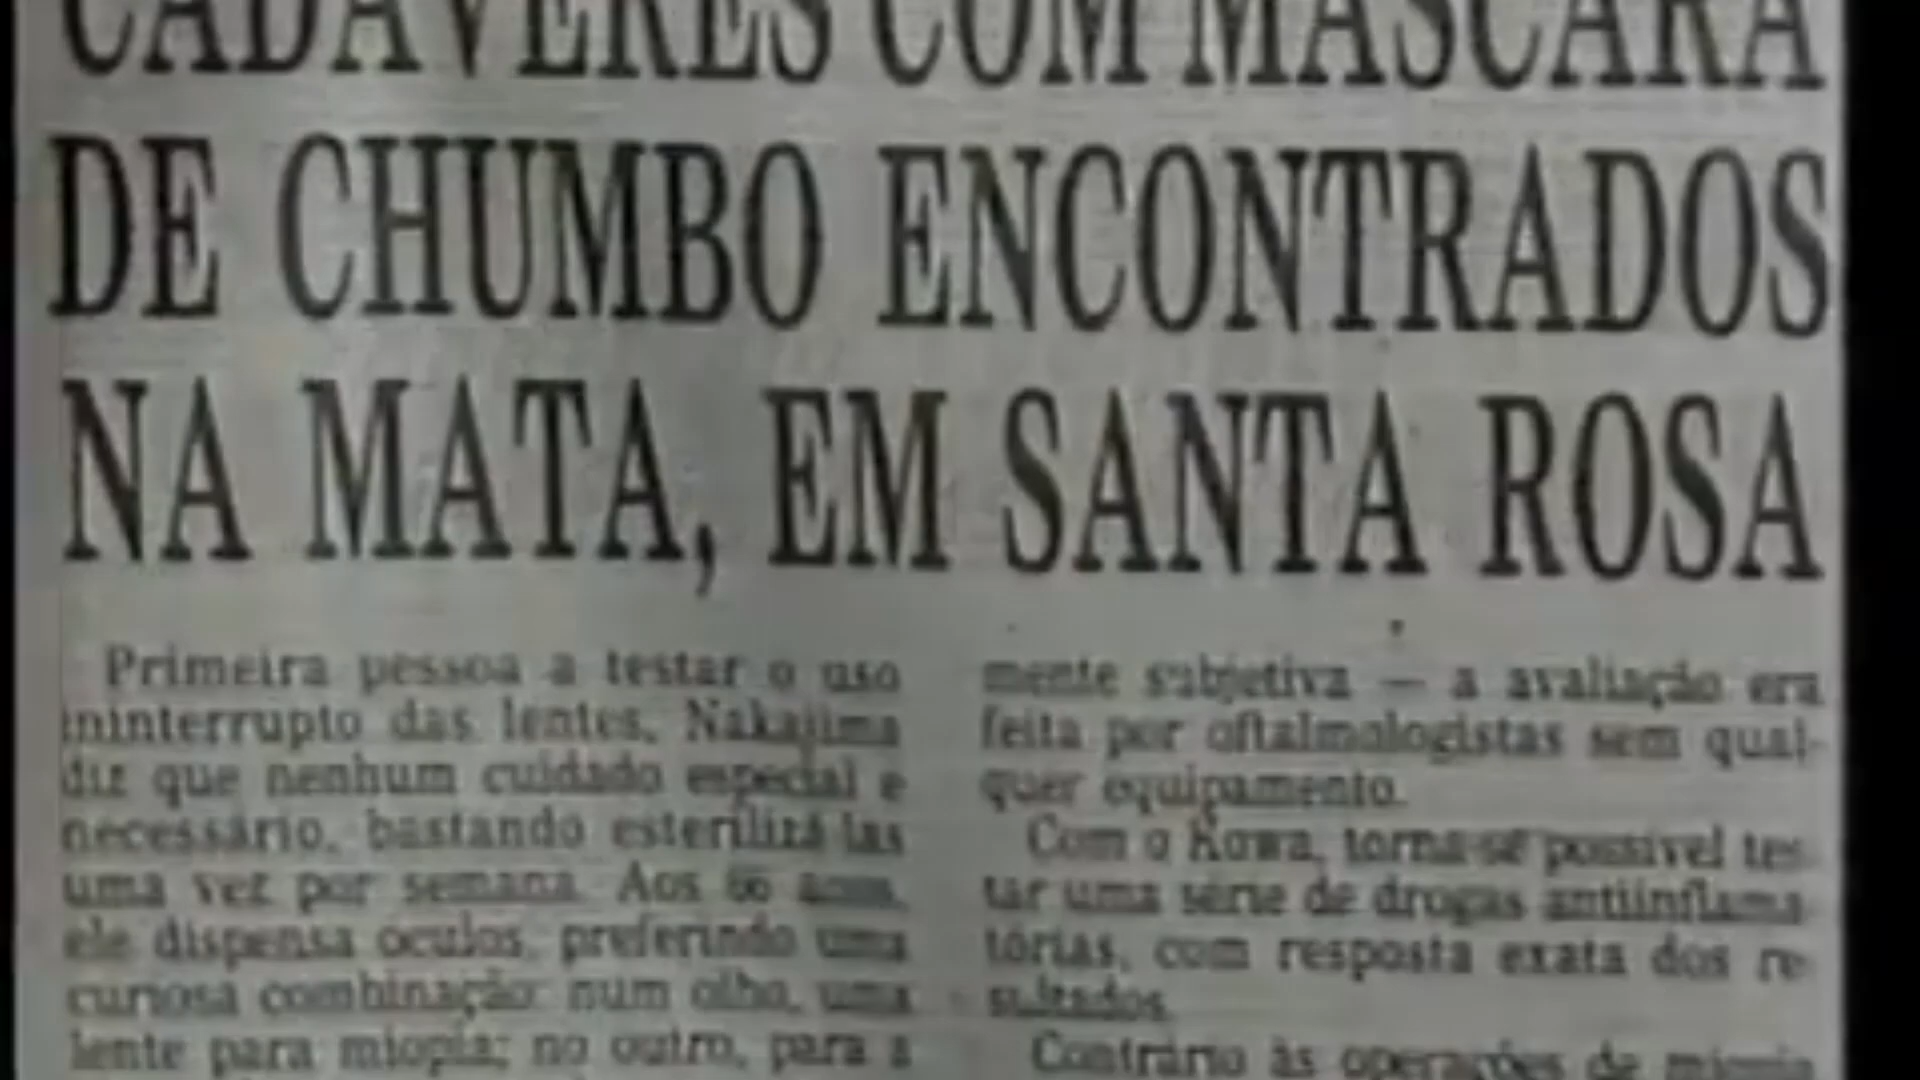 CADÁVERES COM MÁSCARA
DE CHUMBO ENCONTRADOS
NA MATA, EM SANTA ROSA
Primeira pessoa a testar o uso
ininterrupto das lentes, Nakajima
diz que nenhum cuidado especial e
necessário, bastando esterilizá-las
uma vez por semana. Aos 66 anos,
ele dispensa óculos, preferindo uma
curiosa combinação: num olho, uma
lente para miopia; no outro, para a
mente subjetiva — a avaliação era
feita por oftalmologistas sem qual-
quer equipamento.
Com o Kowa, torna-se possível tes-
tar uma série de drogas antiinflama-
tórias, com resposta exata dos re-
sultados.
Contrário às operações de miopia